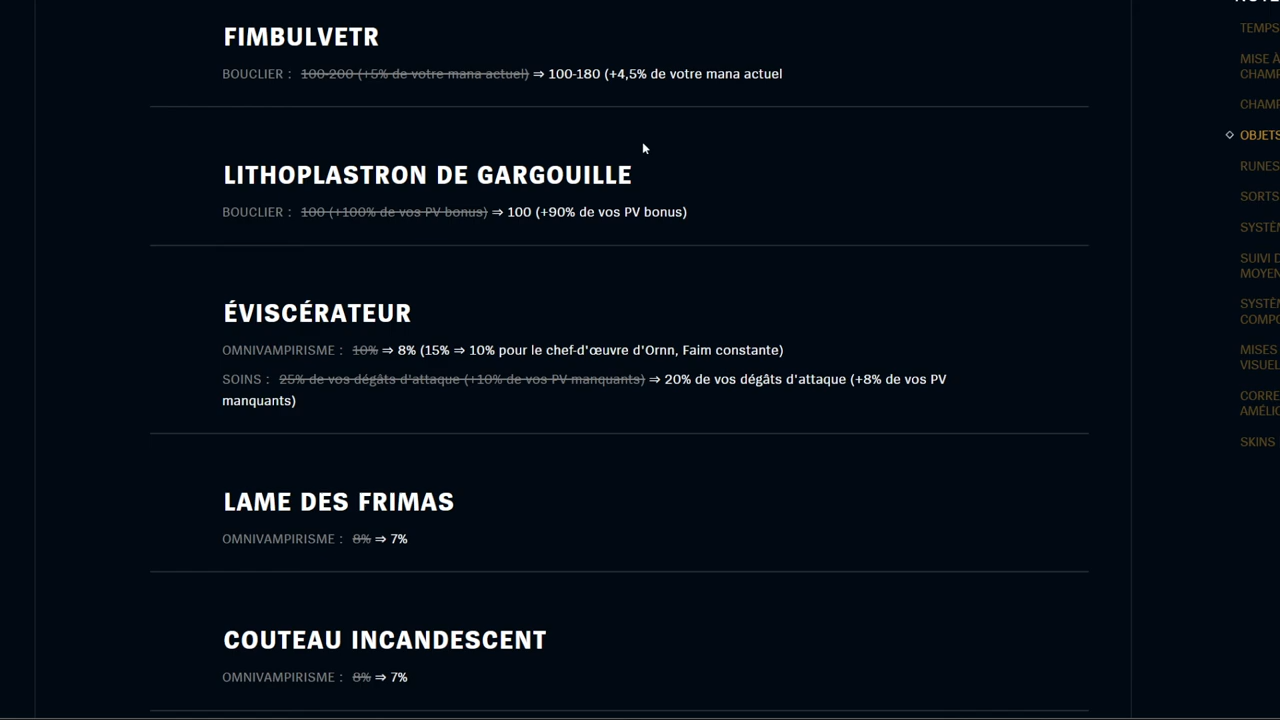 FIMBULVETR
BOUCLIER : 100-200 (+5% de votre mana actuel) ⇒ 100-180 (+4,5% de votre mana actuel
LITHOPLASTRON DE GARGOUILLE
BOUCLIER : 100 (+100% de vos PV bonus) ⇒ 100 (+90% de vos PV bonus)
ÉVISCÉRATEUR
OMNIVAMPIRISME : 10% ⇒ 8% (15% ⇒ 10% pour le chef-d'œuvre d'Ornn, Faim constante)
SOINS : 25% de vos dégâts d'attaque (+10% de vos PV manquants) ⇒ 20% de vos dégâts d'attaque (+8% de vos PV
manquants)
LAME DES FRIMAS
OMNIVAMPIRISME : 8% ⇒ 7%
COUTEAU INCANDESCENT
OMNIVAMPIRISME : 8% ⇒ 7%
TEMPS
MISE À
CHAMP
CHAMP
OBJETS
RUNES
SORTS
SYSTÈM
SUIVI D
MOYEN
SYSTÈM
COMPO
MISES
VISUEL
CORRE
AMÉLIO
SKINS